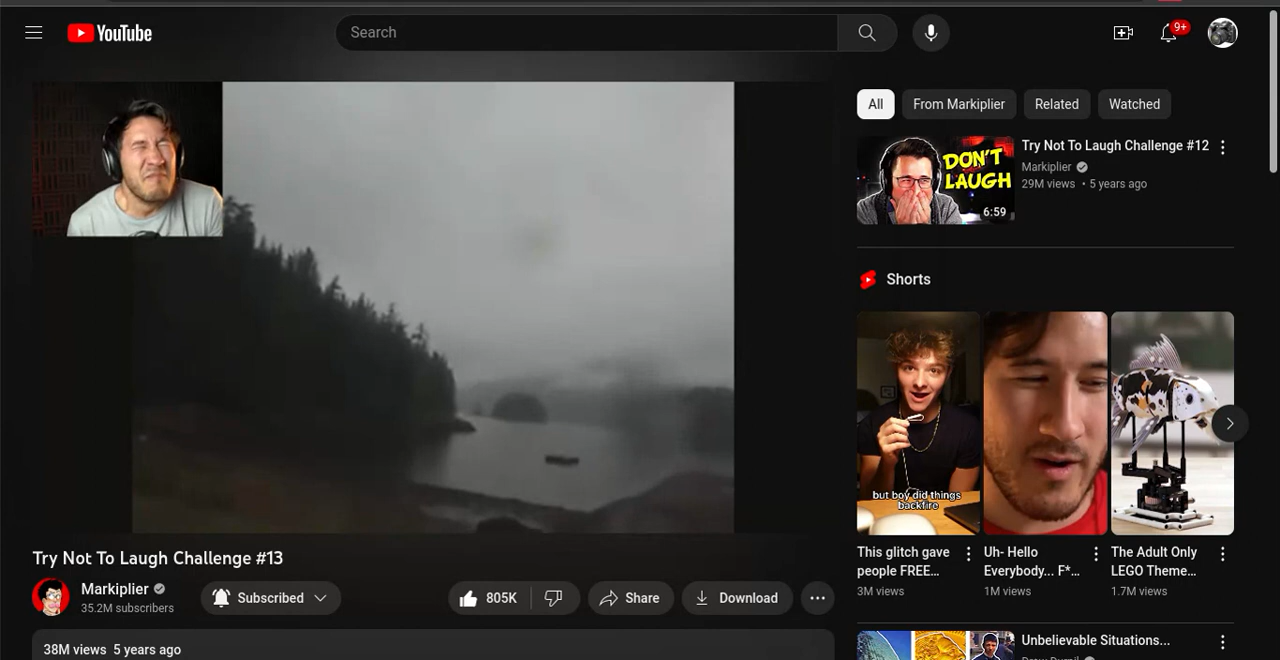 YouTube
Search
9+
All
From Markiplier
Related
Watched
DON'T
LAUGH
6:59
Try Not To Laugh Challenge #12
Markiplier
29M views • 5 years ago
Shorts
but boy did things
backfire
This glitch gave
people FREE...
3M views
Uh- Hello
Everybody... F*...
1M views
The Adult Only
LEGO Theme...
1.7M views
Try Not To Laugh Challenge #13
Markiplier
35.2M subscribers
Subscribed
805K
Share
Download
38M views 5 years ago
Unbelievable Situations...